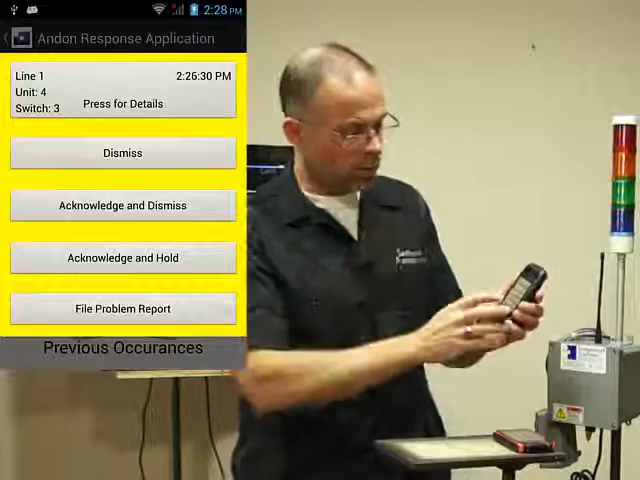 2:28 PM
Andon Response Application
Line 1
2:26:30 PM
Unit: 4
Switch: 3
Press for Details
Dismiss
Acknowledge and Dismiss
Acknowledge and Hold
File Problem Report
Previous Occurances